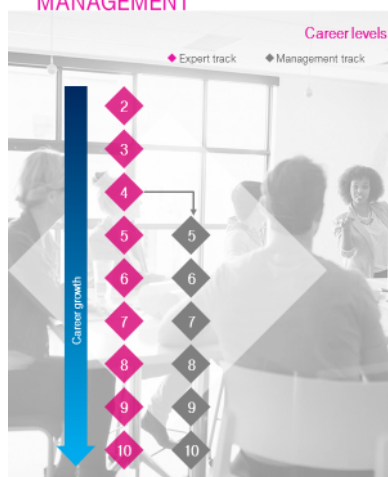 MANAGEMENT
Career levels
Expert track Management track
2
3
4
5 5
6 6
7 7
8 8
9 9
10 10
Career growth